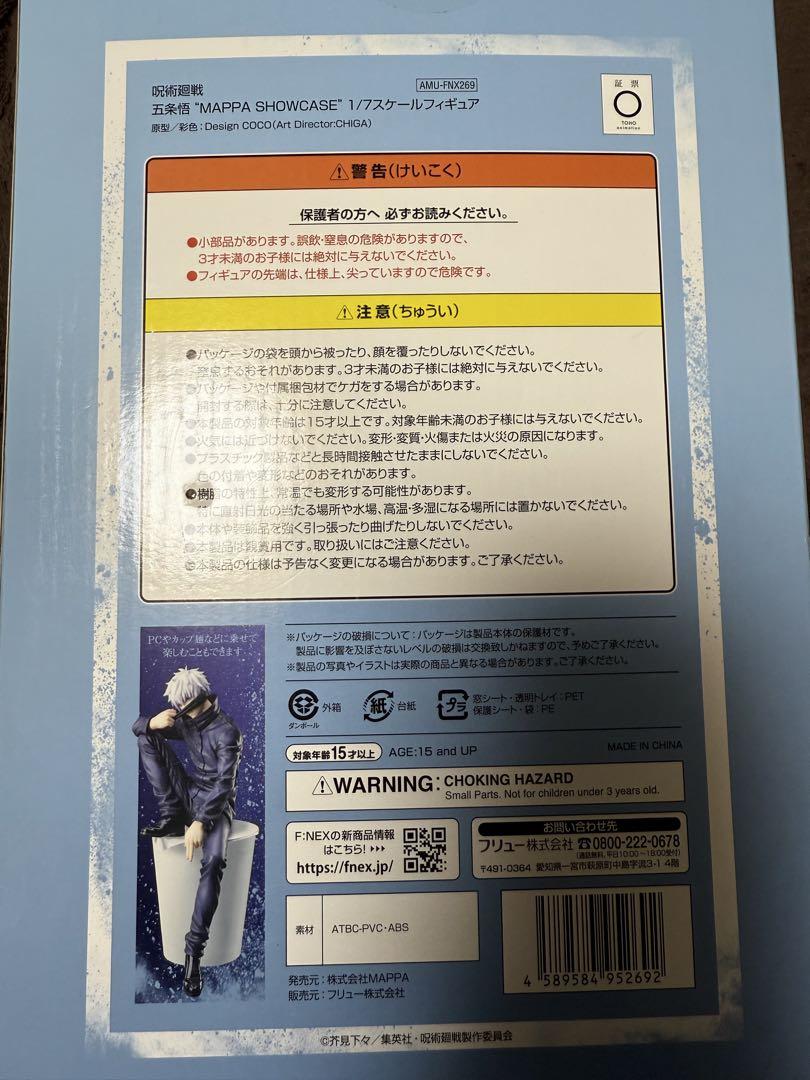 呪術廻戦
AMU-FNX269
五条悟 "MAPPA SHOWCASE" 1/7スケールフィギュア
原型／彩色：Design COCO(Art Director:CHIGA)
証票
TOHO
animation
⚠警告(けいこく)
保護者の方へ 必ずお読みください。
●小部品があります。誤飲・窒息の危険がありますので、
3才未満のお子様には絶対に与えないでください。
●フィギュアの先端は、仕様上、尖っていますので危険です。
⚠注意(ちゅうい)
●パッケージの袋を頭から被ったり、顔を覆ったりしないでください。
窒息するおそれがあります。3才未満のお子様には絶対に与えないでください。
●パッケージや付属梱包材でケガをする場合があります。
開封する際は、十分に注意してください。
●本製品の対象年齢は15才以上です。対象年齢未満のお子様には与えないでください。
●火気には近づけないでください。変形・変質・火傷または火災の原因になります。
●プラスチック製品などと長時間接触させたままにしないでください。
色の付着や変形などのおそれがあります。
●樹脂の特性上、常温でも変形する可能性があります。
特に直射日光の当たる場所や水場、高温・多湿になる場所には置かないでください。
●本体や装飾品を強く引っ張ったり曲げたりしないでください。
●本製品は観賞用です。取り扱いにはご注意ください。
●本製品の仕様は予告なく変更になる場合があります。ご了承ください。
PCやカップ麺などに乗せて
楽しむこともできます
※パッケージの破損について：パッケージは製品本体の保護材です。
製品に影響を及ぼさないレベルの破損は交換致しかねますので、予めご了承ください。
※製品の写真やイラストは実際の商品と異なる場合があります。ご了承ください。
ダンボール
外箱
紙
台紙
プラ
窓シート・透明トレイ：PET
保護シート・袋：PE
対象年齢15才以上 AGE:15 and UP
MADE IN CHINA
⚠WARNING: CHOKING HAZARD
Small Parts. Not for children under 3 years old.
F:NEXの新商品情報
はこちら！▶▶▶
https://fnex.jp/
お問い合わせ先
フリュー株式会社 ☎0800-222-0678
(通話無料、平日10:00～18:00受付)
〒491-0364 愛知県一宮市萩原町中島字流3-1 4階
素材 ATBC-PVC・ABS
発売元：株式会社MAPPA
販売元：フリュー株式会社
4 589584 952692
©芥見下々／集英社・呪術廻戦製作委員会